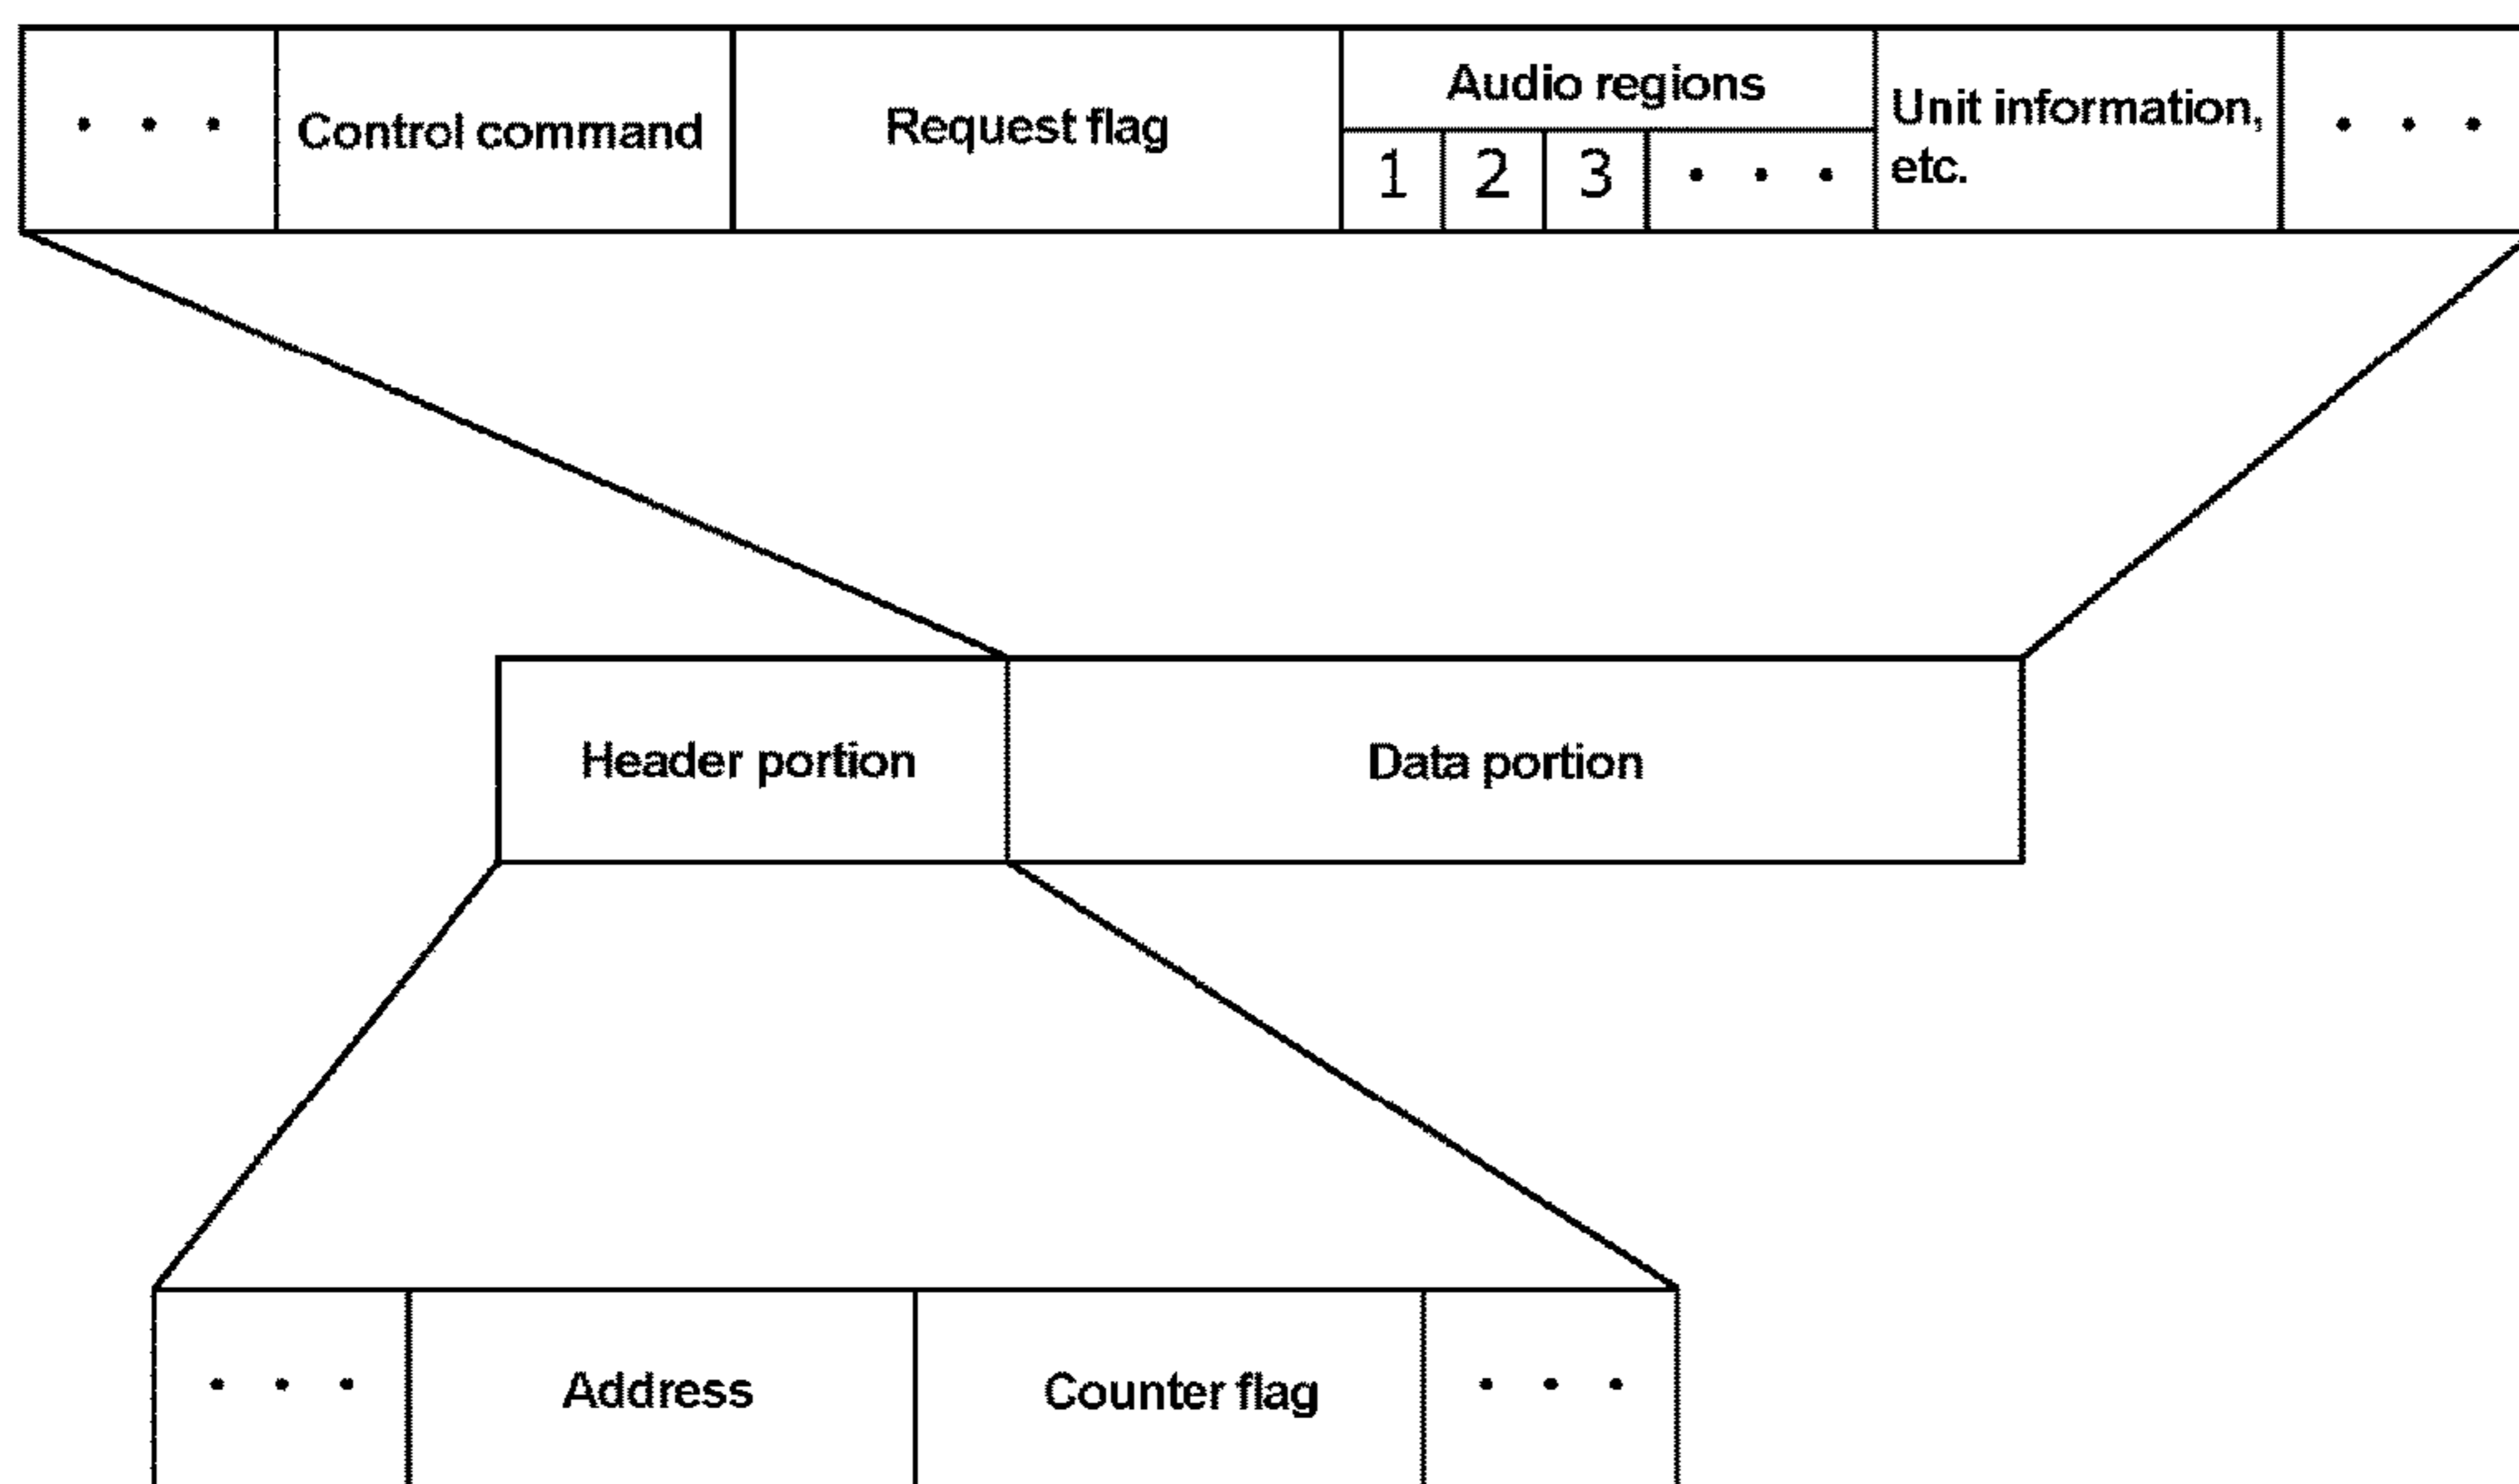 • • •
Control command
Request flag
Audio regions
1 2 3 • • •
Unit information,
etc.
• • •
Header portion
Data portion
• • •
Address
Counter flag
• • •